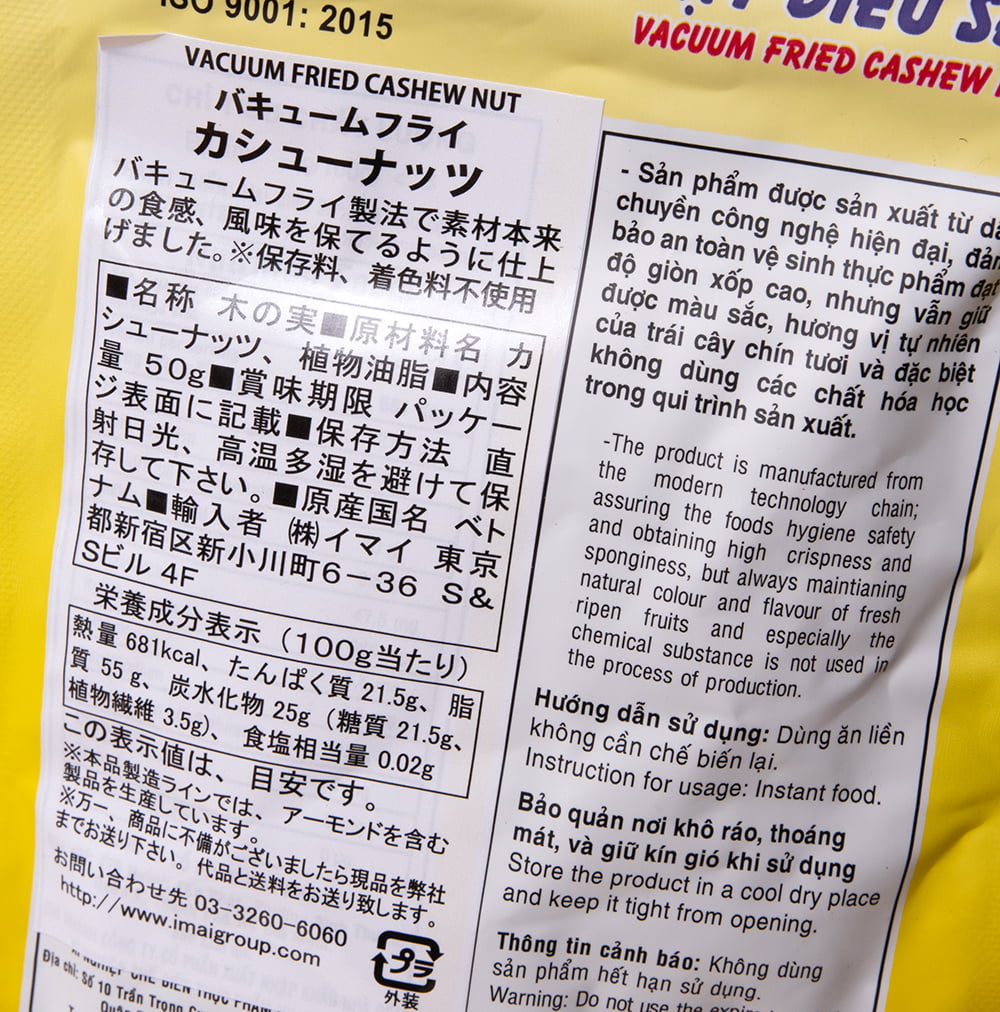 ISO 9001: 2015
VACUUM FRIED CASHEW
VACUUM FRIED CASHEW NUT
バキュームフライ
カシューナッツ
バキュームフライ製法で素材本来
の食感、風味を保てるように仕上
げました。※保存料、着色料不使用
■名称 木の実■原材料名 カ
シューナッツ、植物油脂■内容
量 50g■賞味期限 パッケー
ジ表面に記載■保存方法 直
射日光、高温多湿を避けて保
存して下さい。■原産国名 ベト
ナム■輸入者 ㈱イマイ 東京
都新宿区新小川町6－36 S&
Sビル 4F
栄養成分表示（100g当たり）
熱量 681kcal、たんぱく質 21.5g、脂
質 55 g、炭水化物 25g（糖質 21.5g、
植物繊維 3.5g）、食塩相当量 0.02g
この表示値は、目安です。
※本品製造ラインでは、アーモンドを含む
製品を生産しています。
※万一、商品に不備がございましたら現品を弊社
までお送り下さい。代品と送料をお送り致します。
お問い合わせ先 03-3260-6060
http://www.imaigroup.com
プラ
外装
Địa chỉ: Số 10 Trần Trọng
- Sản phẩm được sản xuất từ
chuyền công nghệ hiện đại, đảm
bảo an toàn vệ sinh thực phẩm đạt
độ giòn xốp cao, nhưng vẫn giữ
được màu sắc, hương vị tự nhiên
của trái cây chín tươi và đặc biệt
không dùng các chất hóa học
trong qui trình sản xuất.
-The product is manufactured from
the modern technology chain;
assuring the foods hygiene safety
and obtaining high crispness and
sponginess, but always maintianing
natural colour and flavour of fresh
ripen fruits and especially the
chemical substance is not used in
the process of production.
Hướng dẫn sử dụng: Dùng ăn liền
không cần chế biến lại.
Instruction for usage: Instant food.
Bảo quản nơi khô ráo, thoáng
mát, và giữ kín gió khi sử dụng
Store the product in a cool dry place
and keep it tight from opening.
Thông tin cảnh báo: Không dùng
sản phẩm hết hạn sử dụng.
Warning: Do not use the